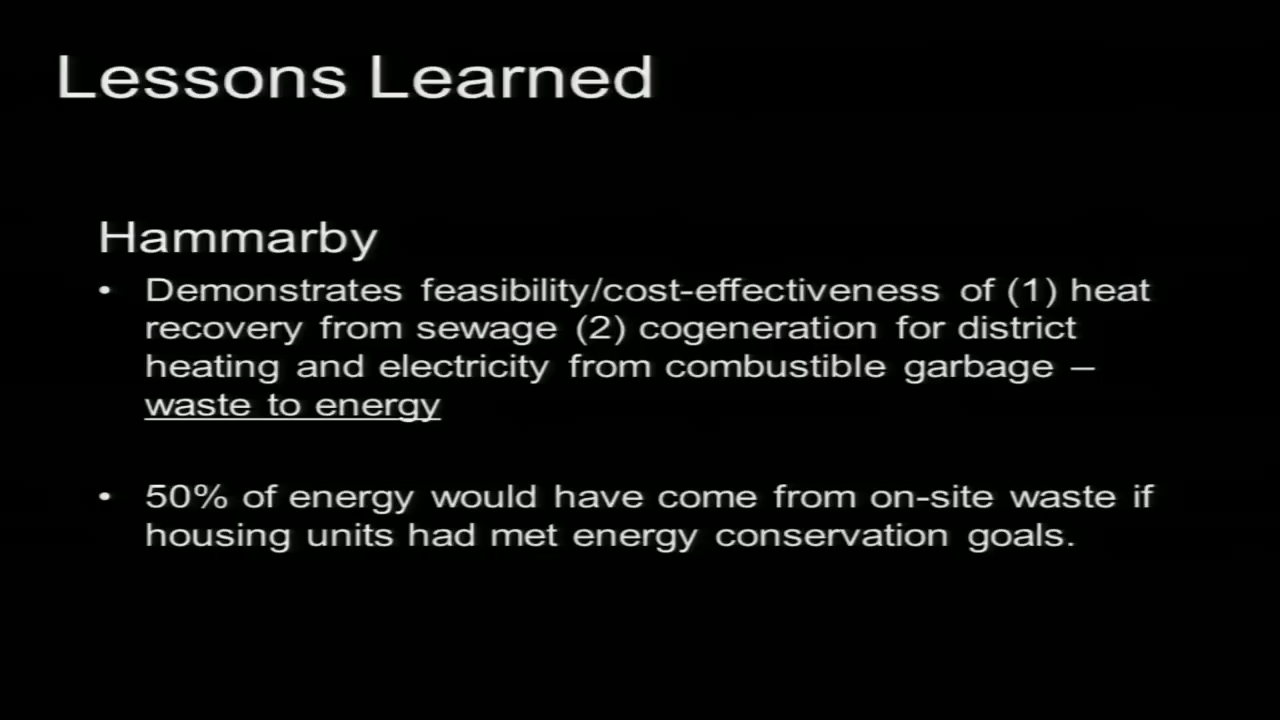 Lessons Learned
Hammarby
• Demonstrates feasibility/cost-effectiveness of (1) heat
recovery from sewage (2) cogeneration for district
heating and electricity from combustible garbage –
waste to energy
• 50% of energy would have come from on-site waste if
housing units had met energy conservation goals.